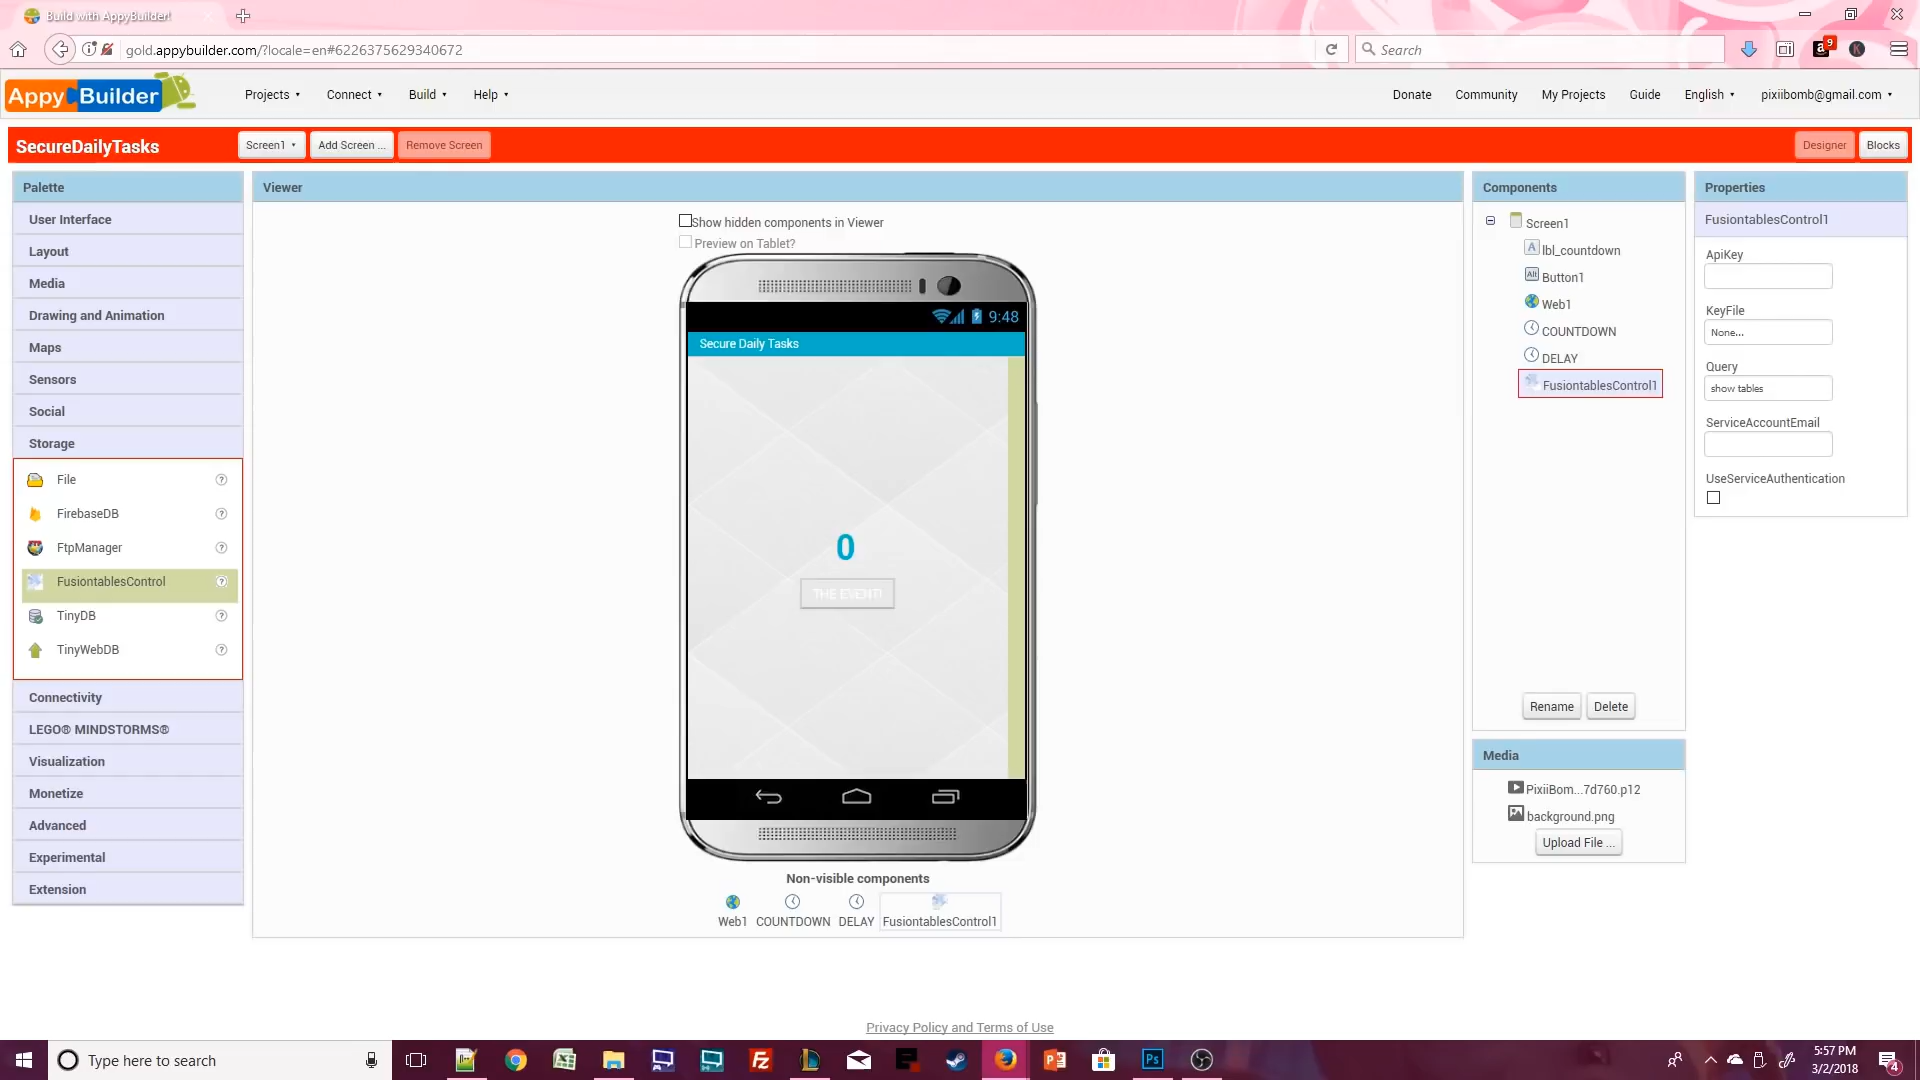 Build with AppyBuilder!
gold.appybuilder.com/?locale=en#6226375629340672
Search
9
Appy Builder
Projects
Connect
Build
Help
Donate
Community
My Projects
Guide
English
pixiibomb@gmail.com
SecureDailyTasks
Screen1
Add Screen ...
Remove Screen
Designer
Blocks
Palette
User Interface
Layout
Media
Drawing and Animation
Maps
Sensors
Social
Storage
File
FirebaseDB
FtpManager
FusiontablesControl
TinyDB
TinyWebDB
Connectivity
LEGO® MINDSTORMS®
Visualization
Monetize
Advanced
Experimental
Extension
Viewer
Show hidden components in Viewer
Preview on Tablet?
9:48
Secure Daily Tasks
0
THE EVENT!
Non-visible components
Web1
COUNTDOWN
DELAY
FusiontablesControl1
Components
Screen1
lbl_countdown
Button1
Web1
COUNTDOWN
DELAY
FusiontablesControl1
Rename
Delete
Media
PixiiBom...7d760.p12
background.png
Upload File ...
Properties
FusiontablesControl1
ApiKey
KeyFile
None...
Query
show tables
ServiceAccountEmail
UseServiceAuthentication
Privacy Policy and Terms of Use
Type here to search
5:57 PM
3/2/2018
4